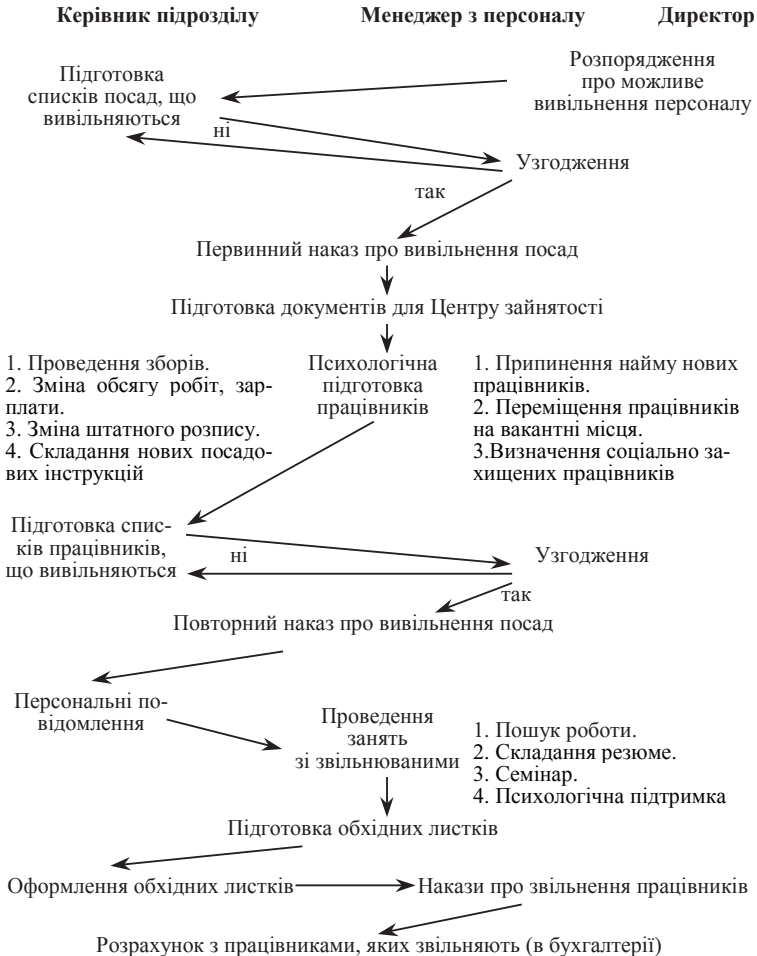 Керівник підрозділу Менеджер з персоналу Директор
Підготовка
списків посад, що
вивільняються
Розпорядження
про можливе
вивільнення персоналу
ні
Узгодження
так
Первинний наказ про вивільнення посад
Підготовка документів для Центру зайнятості
1. Проведення зборів.
2. Зміна обсягу робіт, зар-
плати.
3. Зміна штатного розпису.
4. Складання нових посадо-
вих інструкцій
Психологічна
підготовка
працівників
1. Припинення найму нових
працівників.
2. Переміщення працівників
на вакантні місця.
3.Визначення соціально за-
хищених працівників
Підготовка спис-
ків працівників,
що вивільняються
ні
Узгодження
так
Повторний наказ про вивільнення посад
Персональні по-
відомлення
Проведення
занять
зі звільнюваними
1. Пошук роботи.
2. Складання резюме.
3. Семінар.
4. Психологічна підтримка
Підготовка обхідних листків
Оформлення обхідних листків Накази про звільнення працівників
Розрахунок з працівниками, яких звільняють (в бухгалтерії)